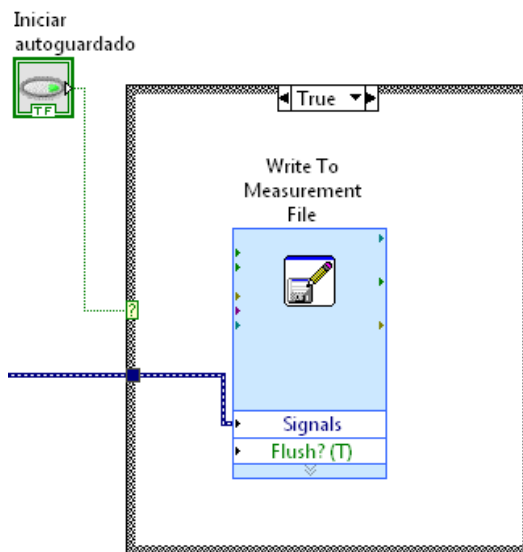 Iniciar
autoguardado
TF
True
Write To
Measurement
File
?
Signals
Flush? (T)